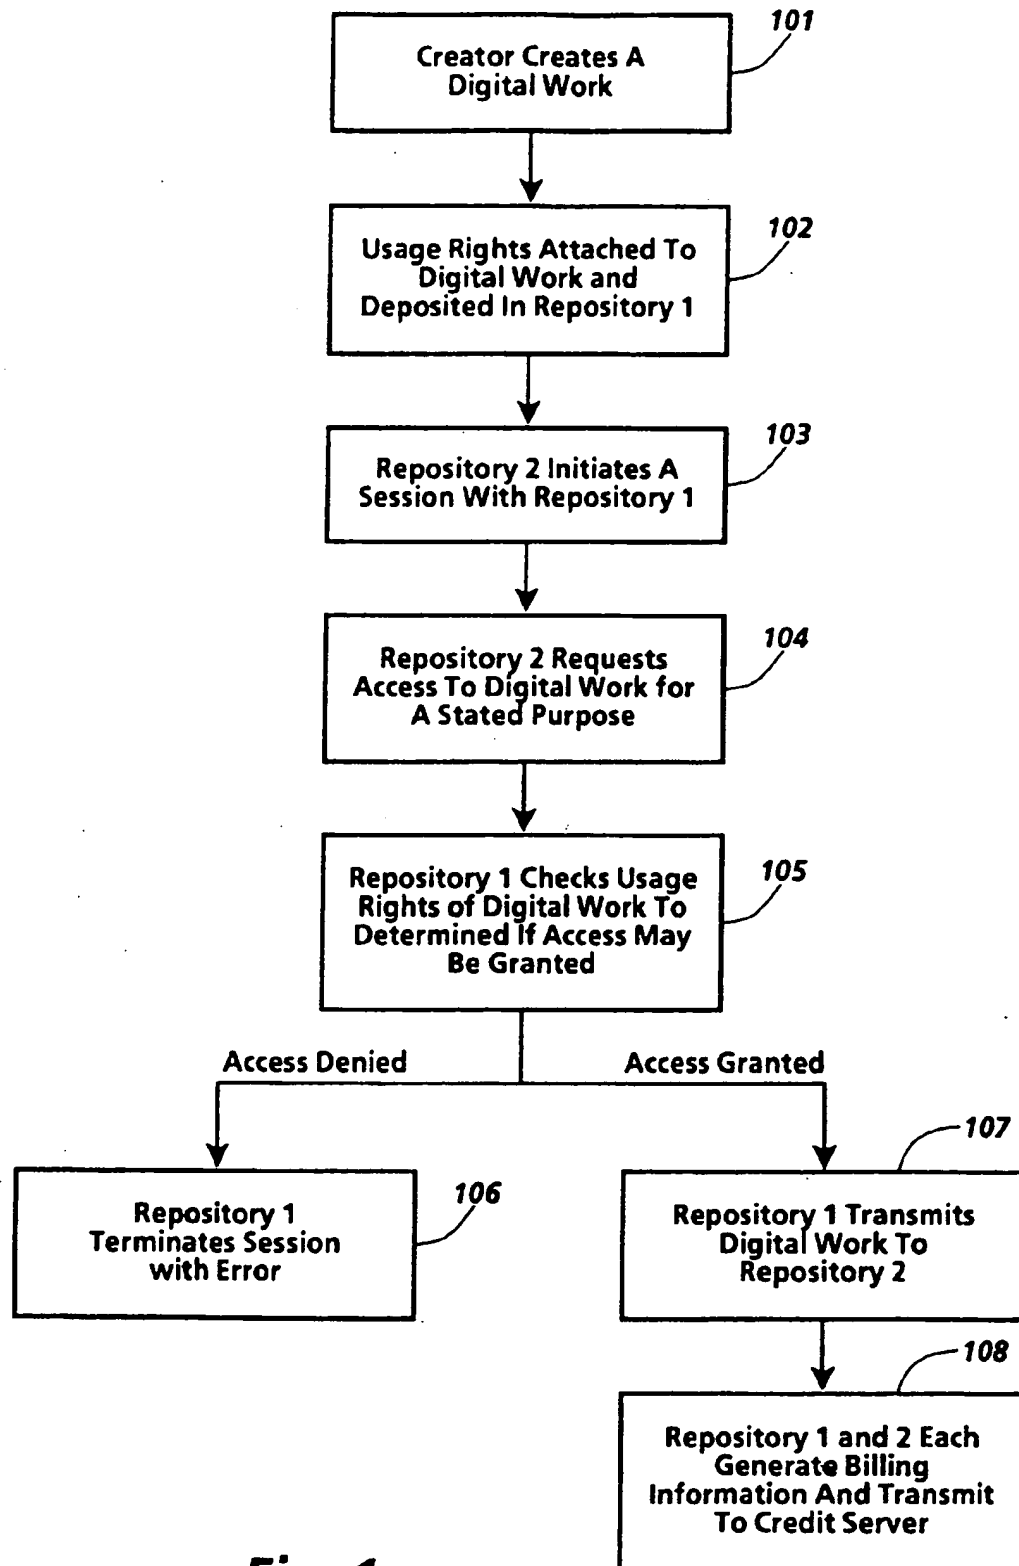 101
Creator Creates A
Digital Work
102
Usage Rights Attached To
Digital Work and
Deposited In Repository 1
103
Repository 2 Initiates A
Session With Repository 1
104
Repository 2 Requests
Access To Digital Work for
A Stated Purpose
105
Repository 1 Checks Usage
Rights of Digital Work To
Determined If Access May
Be Granted
Access Denied
Access Granted
106
Repository 1
Terminates Session
with Error
107
Repository 1 Transmits
Digital Work To
Repository 2
108
Repository 1 and 2 Each
Generate Billing
Information And Transmit
To Credit Server
Fig. 1